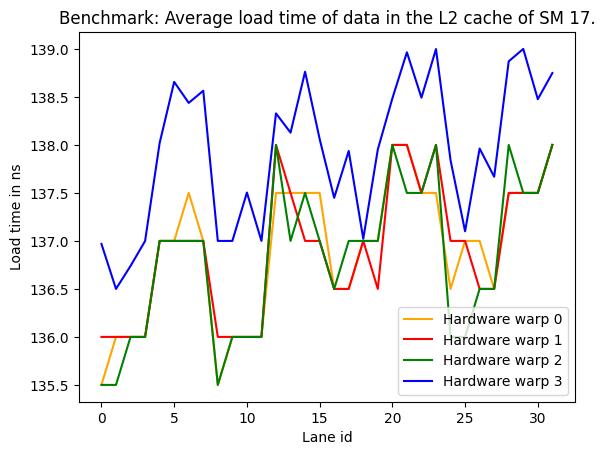 Benchmark: Average load time of data in the L2 cache of SM 17.
139.0
138.5
138.0
137.5
137.0
136.5
136.0
135.5
Load time in ns
0 5 10 15 20 25 30
Lane id
Hardware warp 0
Hardware warp 1
Hardware warp 2
Hardware warp 3